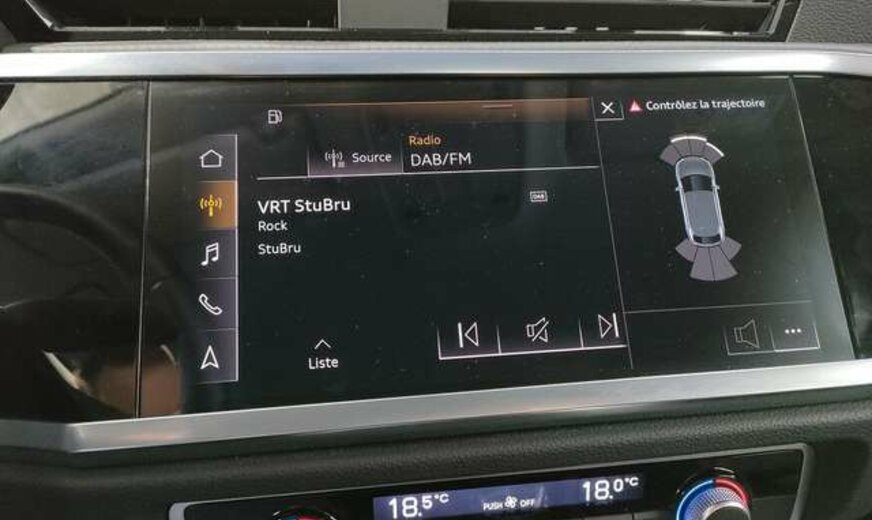 Contrôlez la trajectoire
Radio
Source
DAB/FM
VRT StuBru
DAB
Rock
StuBru
Liste
18.5°C
PUSH OFF
18.0°C